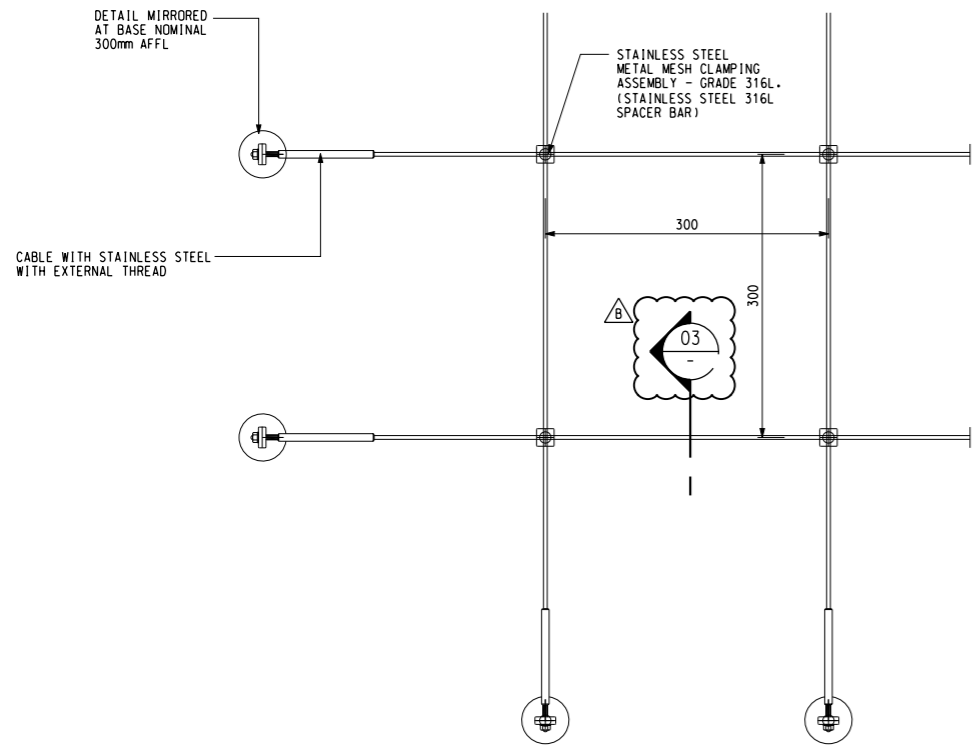 DETAIL MIRRORED
AT BASE NOMINAL
300mm AFFL
STAINLESS STEEL
METAL MESH CLAMPING
ASSEMBLY - GRADE 316L.
(STAINLESS STEEL 316L
SPACER BAR)
CABLE WITH STAINLESS STEEL
WITH EXTERNAL THREAD
300
300
B
03
-